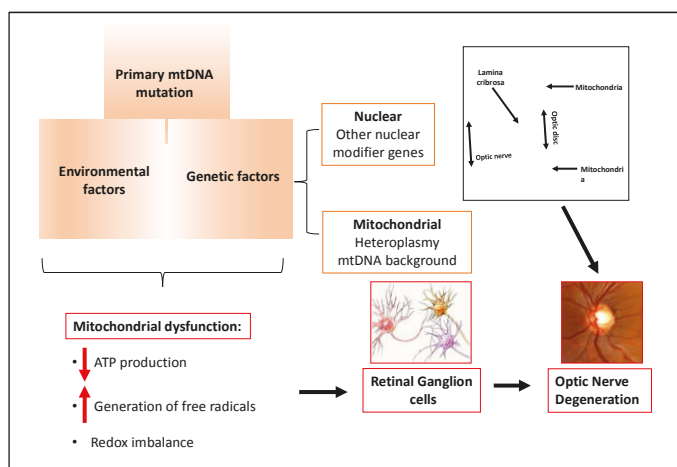 Primary mtDNA
mutation
Environmental
factors
Genetic factors
Nuclear
Other nuclear
modifier genes
Mitochondrial
Heteroplasmy
mtDNA background
Lamina
cribrosa
Mitochondria
Optic disc
Optic nerve
Mitochondri
a
Mitochondrial dysfunction:
• ATP production
• Generation of free radicals
• Redox imbalance
Retinal Ganglion
cells
Optic Nerve
Degeneration